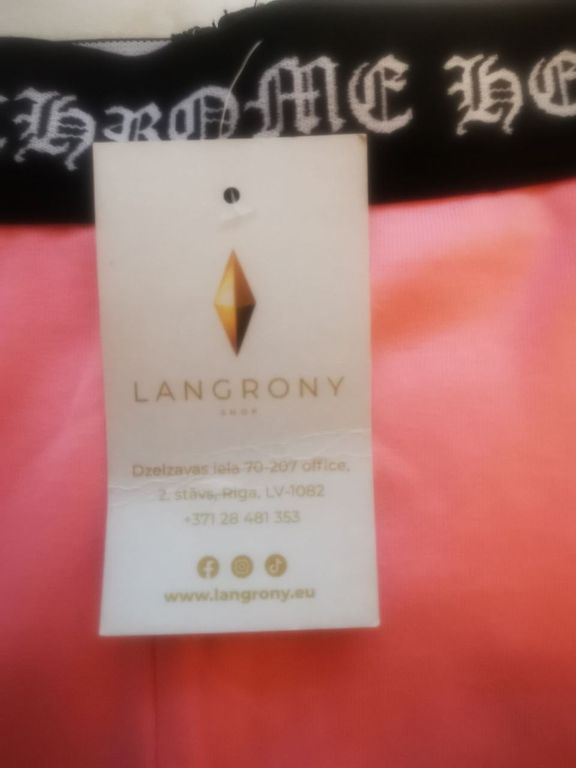 CHROME HE
LANGRONY
SHOP
Dzelzavas iela 70-207 office,
2. stāvs, Rīga, LV-1082
+371 28 481 353
www.langrony.eu